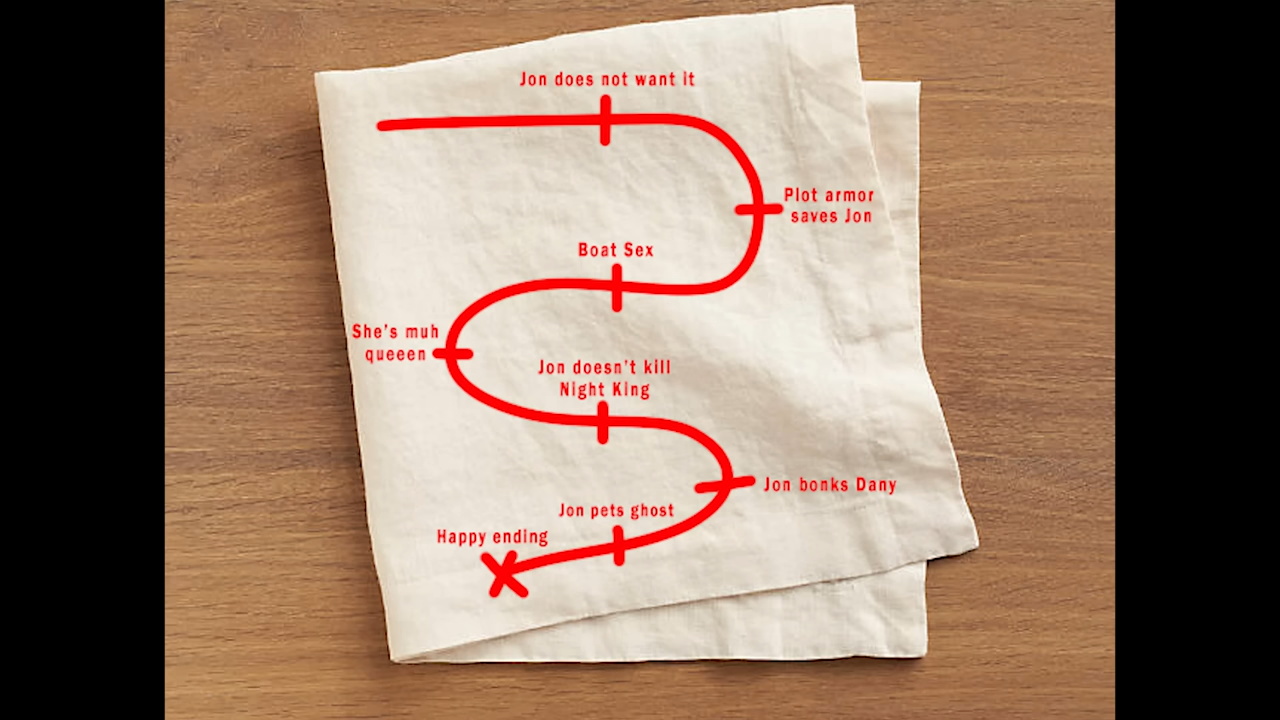 Jon does not want it
Plot armor
saves Jon
Boat Sex
She's muh
queeen
Jon doesn't kill
Night King
Jon bonks Dany
Jon pets ghost
Happy ending